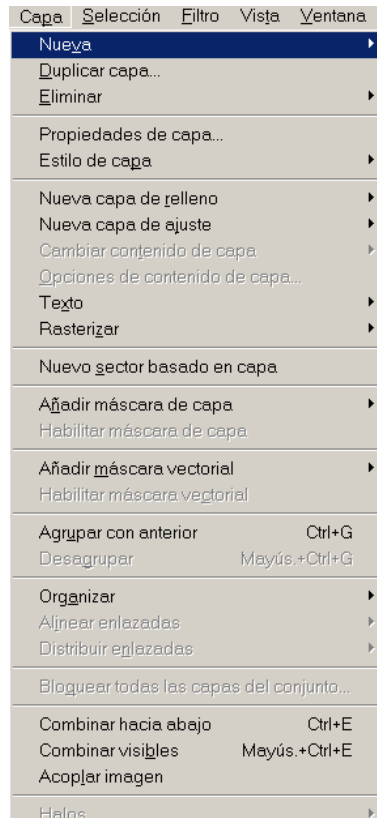 Capa Selección Filtro Vista Ventana
Nueva
Duplicar capa...
Eliminar
Propiedades de capa...
Estilo de capa
Nueva capa de relleno
Nueva capa de ajuste
Cambiar contenido de capa
Opciones de contenido de capa...
Texto
Rasterizar
Nuevo sector basado en capa
Añadir máscara de capa
Habilitar máscara de capa
Añadir máscara vectorial
Habilitar máscara vectorial
Agrupar con anterior Ctrl+G
Desagrupar Mayús.+Ctrl+G
Organizar
Alinear enlazadas
Distribuir enlazadas
Bloquear todas las capas del conjunto...
Combinar hacia abajo Ctrl+E
Combinar visibles Mayús.+Ctrl+E
Acoplar imagen
Halos